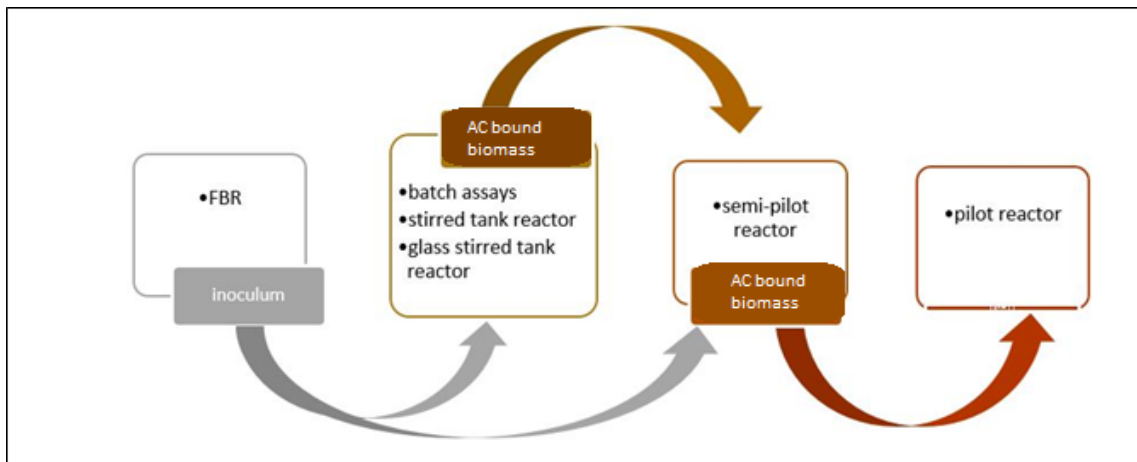 •FBR
inoculum
AC bound
biomass
•batch assays
•stirred tank reactor
•glass stirred tank
reactor
•semi-pilot
reactor
AC bound
biomass
•pilot reactor